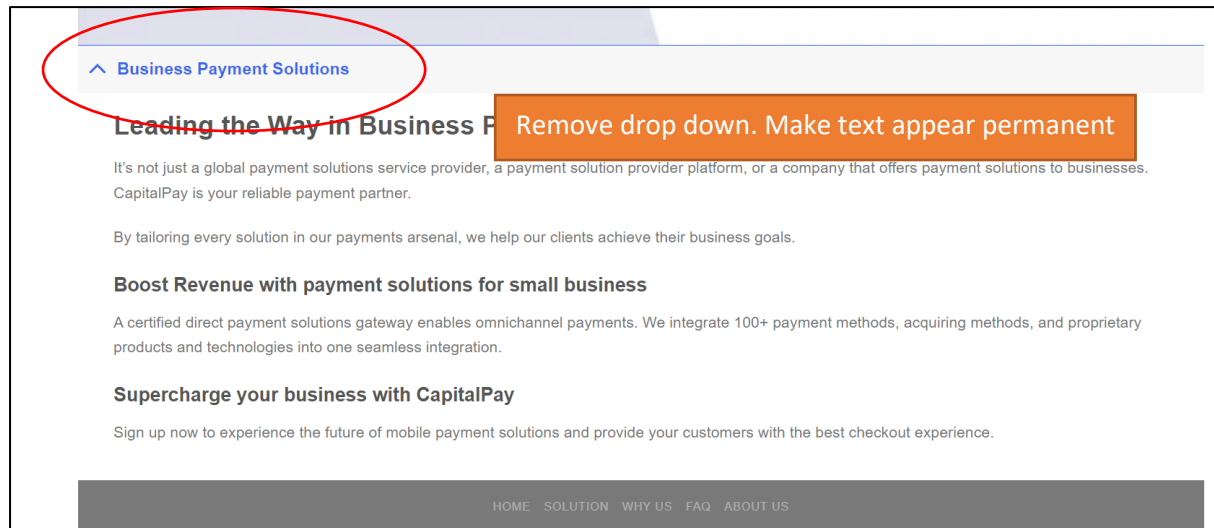 Business Payment Solutions
Leading the Way in Business
Remove drop down. Make text appear permanent
It's not just a global payment solutions service provider, a payment solution provider platform, or a company that offers payment solutions to businesses.
CapitalPay is your reliable payment partner.
By tailoring every solution in our payments arsenal, we help our clients achieve their business goals.
Boost Revenue with payment solutions for small business
A certified direct payment solutions gateway enables omnichannel payments. We integrate 100+ payment methods, acquiring methods, and proprietary
products and technologies into one seamless integration.
Supercharge your business with CapitalPay
Sign up now to experience the future of mobile payment solutions and provide your customers with the best checkout experience.
HOME SOLUTION WHY US FAQ ABOUT US